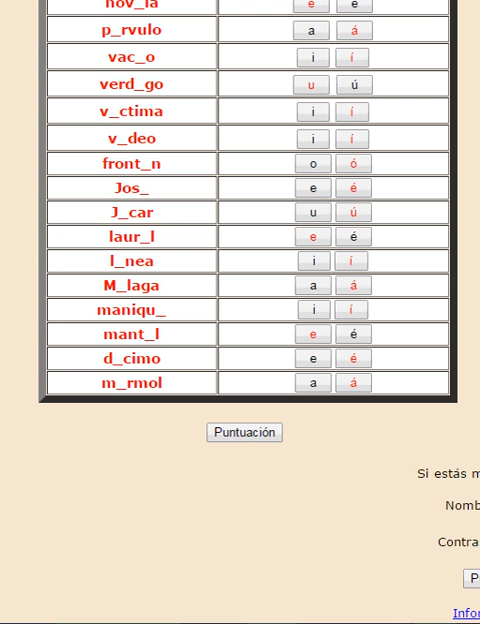 nov_la e é
p_rvulo a á
vac_o i í
verd_go u ú
v_ctima i í
v_deo i í
front_n o ó
Jos_ e é
J_car u ú
laur_l e é
l_nea i í
M_laga a á
maniqu_ i í
mant_l e é
d_cimo e é
m_rmol a á
Puntuación
Si estás m
Nomb
Contra
P
Infor